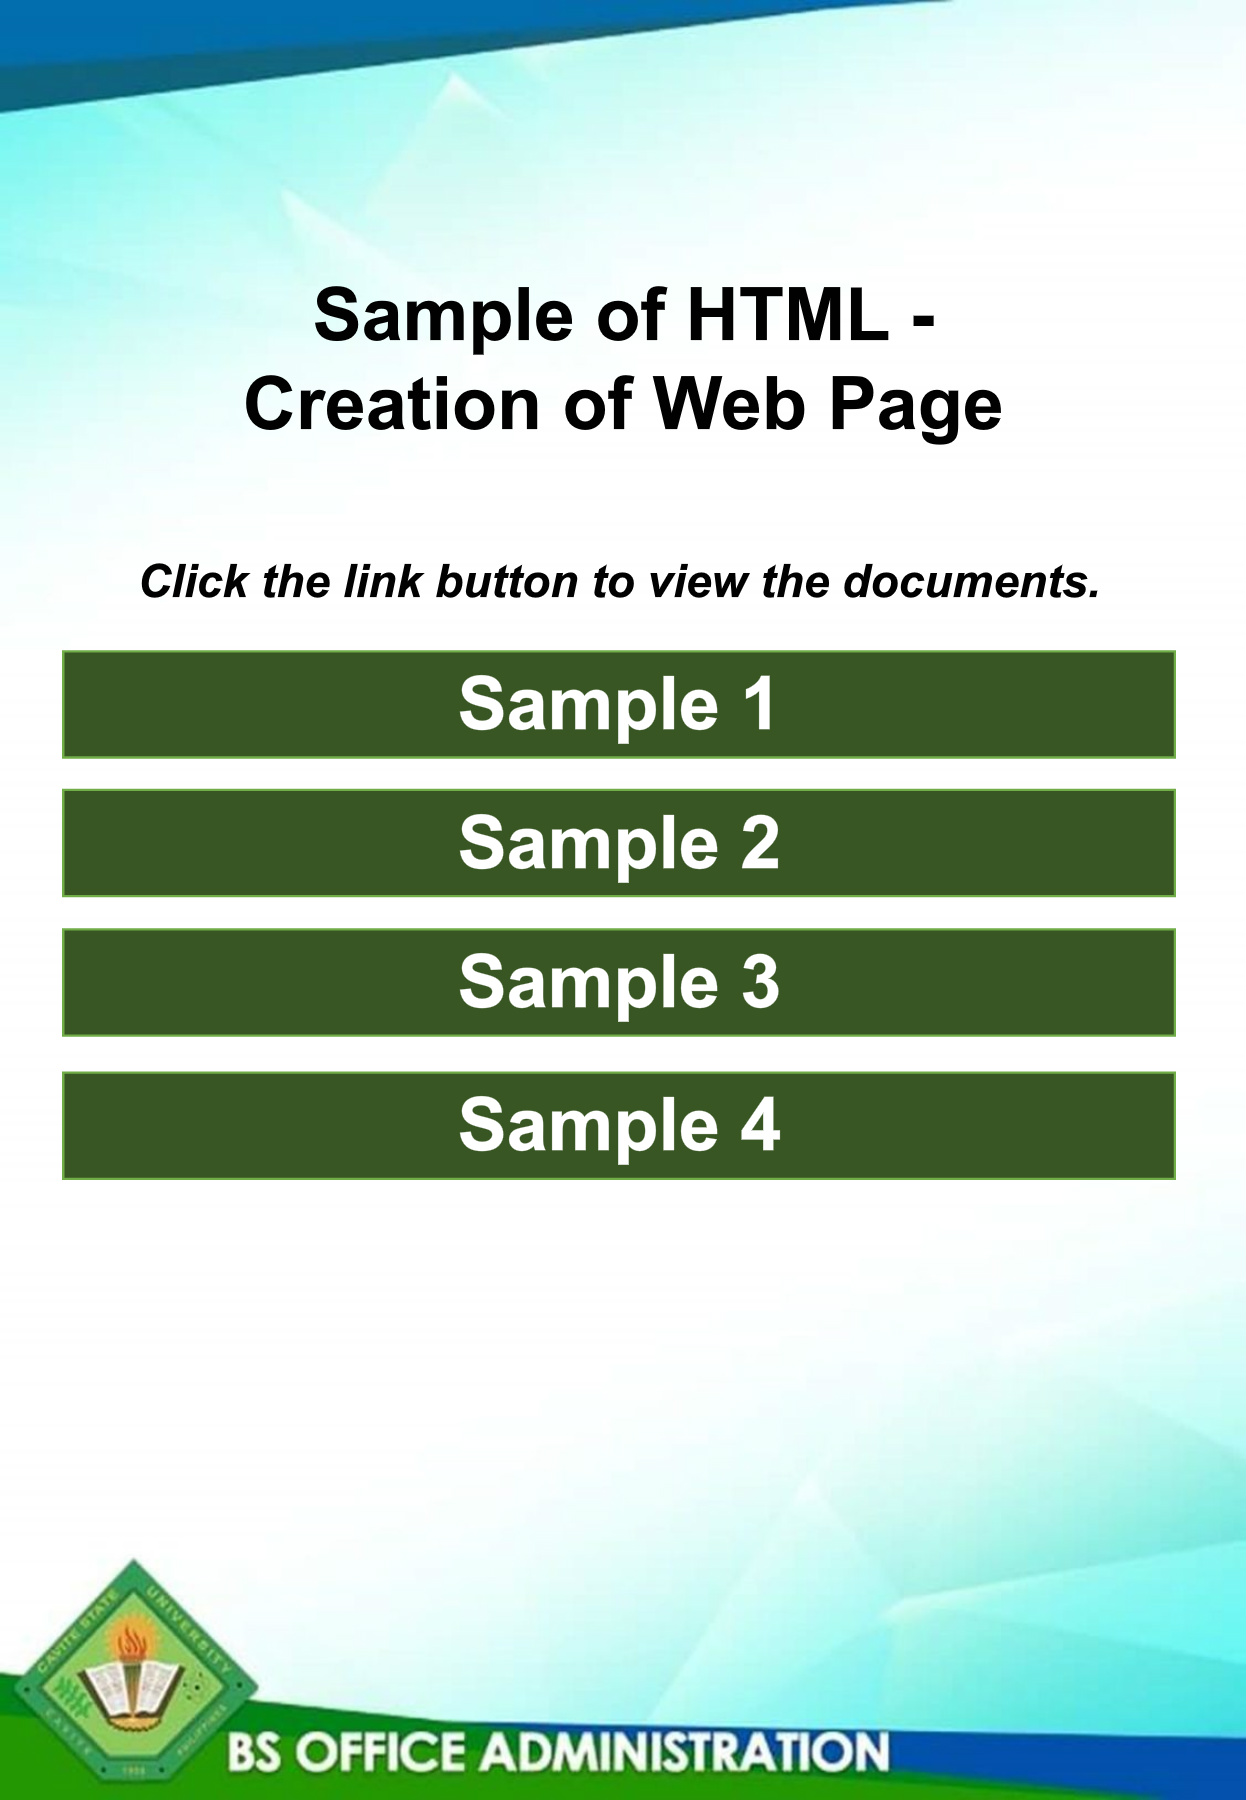 Sample of HTML -
Creation of Web Page
Click the link button to view the documents.
Sample 1
Sample 2
Sample 3
Sample 4
CAVITE STATE UNIVERSITY
CAVITE PHILIPPINES
1906
BS OFFICE ADMINISTRATION